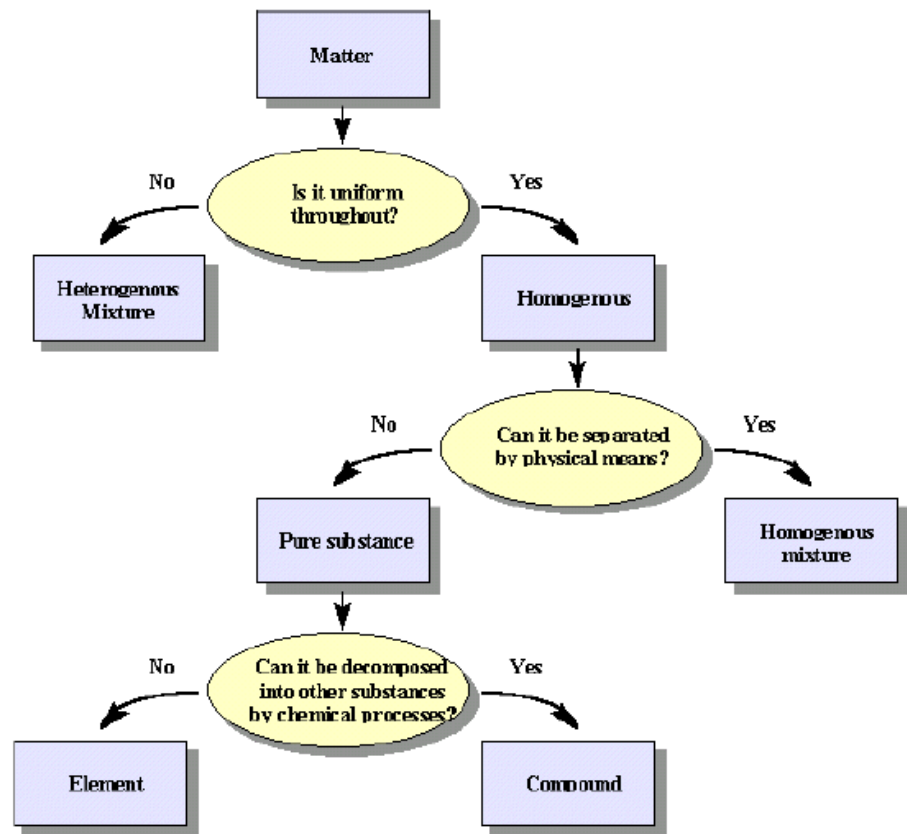 Matter
No
Is it uniform
throughout?
Yes
Heterogenous
Mixture
Homogenous
No
Can it be separated
by physical means?
Yes
Pure substance
Homogenous
mixture
No
Can it be decomposed
into other substances
by chemical processes?
Yes
Element
Compound